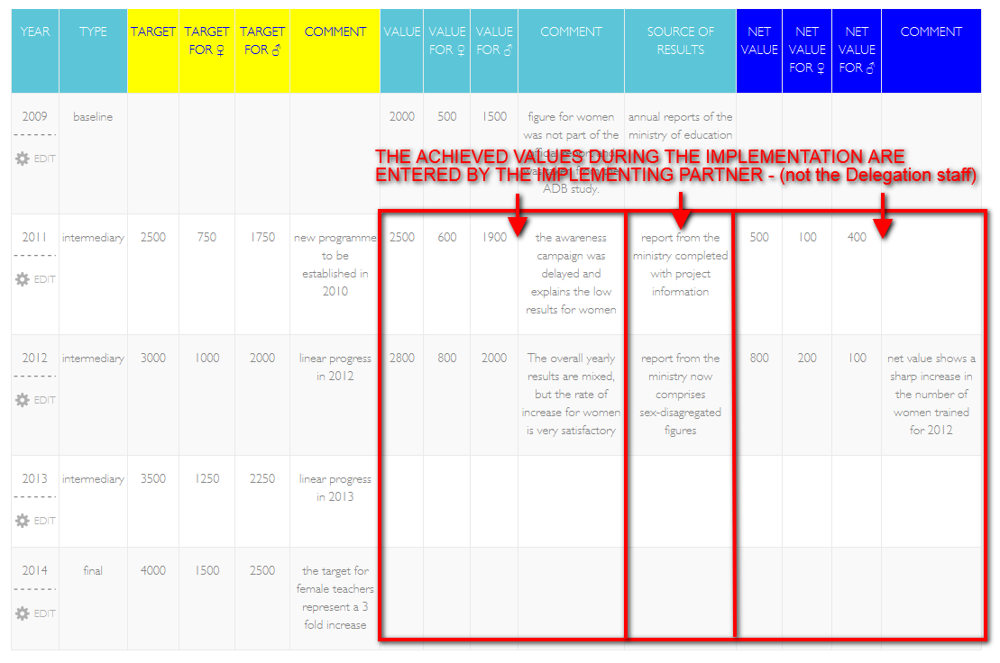 YEAR
TYPE
TARGET
TARGET
FOR ♀
TARGET
FOR ♂
COMMENT
VALUE
VALUE
FOR ♀
VALUE
FOR ♂
COMMENT
SOURCE OF
RESULTS
NET
VALUE
NET
VALUE
FOR ♀
NET
VALUE
FOR ♂
COMMENT
2009
EDIT
baseline
2000
500
1500
figure for women
was not part of the
official and
the
ADB study.
annual reports of the
ministry of education
THE ACHIEVED VALUES DURING THE IMPLEMENTATION ARE
ENTERED BY THE IMPLEMENTING PARTNER - (not the Delegation staff)
2011
EDIT
intermediary
2500
750
1750
new programme
to be
established in
2010
2500
600
1900
the awareness
campaign was
delayed and
explains the low
results for women
report from the
ministry completed
with project
information
500
100
400
2012
EDIT
intermediary
3000
1000
2000
linear progress
in 2012
2800
800
2000
The overall yearly
results are mixed,
but the rate of
increase for women
is very satisfactory
report from the
ministry now
comprises
sex-disagregated
figures
800
200
100
net value shows a
sharp increase in
the number of
women trained
for 2012
2013
EDIT
intermediary
3500
1250
2250
linear progress
in 2013
2014
EDIT
final
4000
1500
2500
the target for
female teachers
represent a 3
fold increase